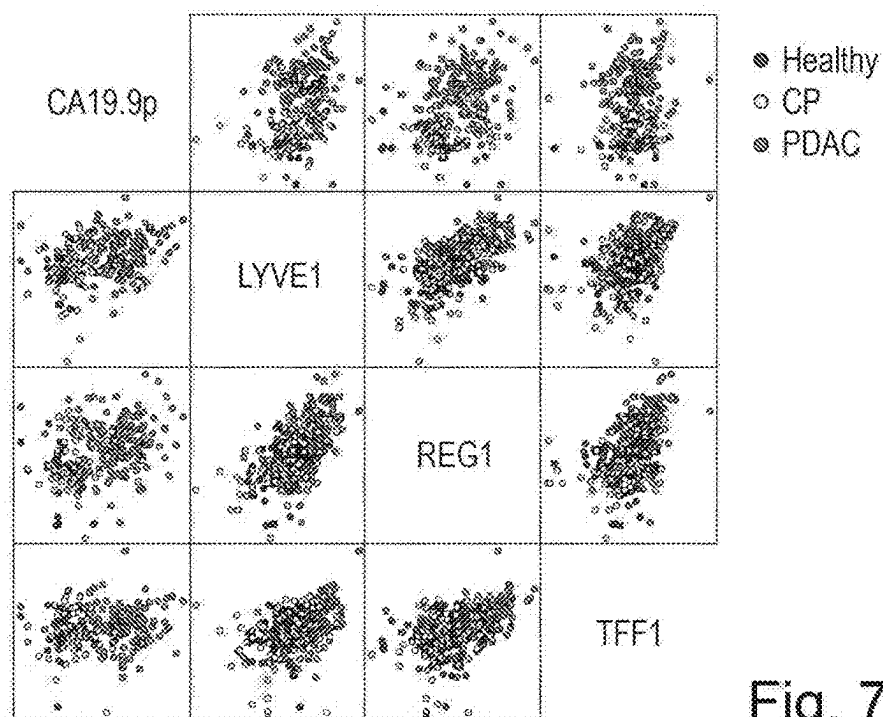 CA19.9p
Healthy
CP
PDAC
LYVE1
REG1
TFF1
Fig. 7